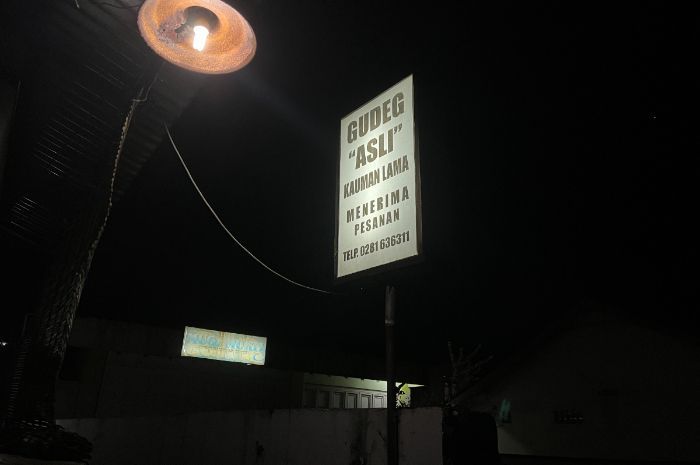 GUDEG
"ASLI"
KAUMAN LAMA
MENERIMA
PESANAN
TELP. 0281 636311